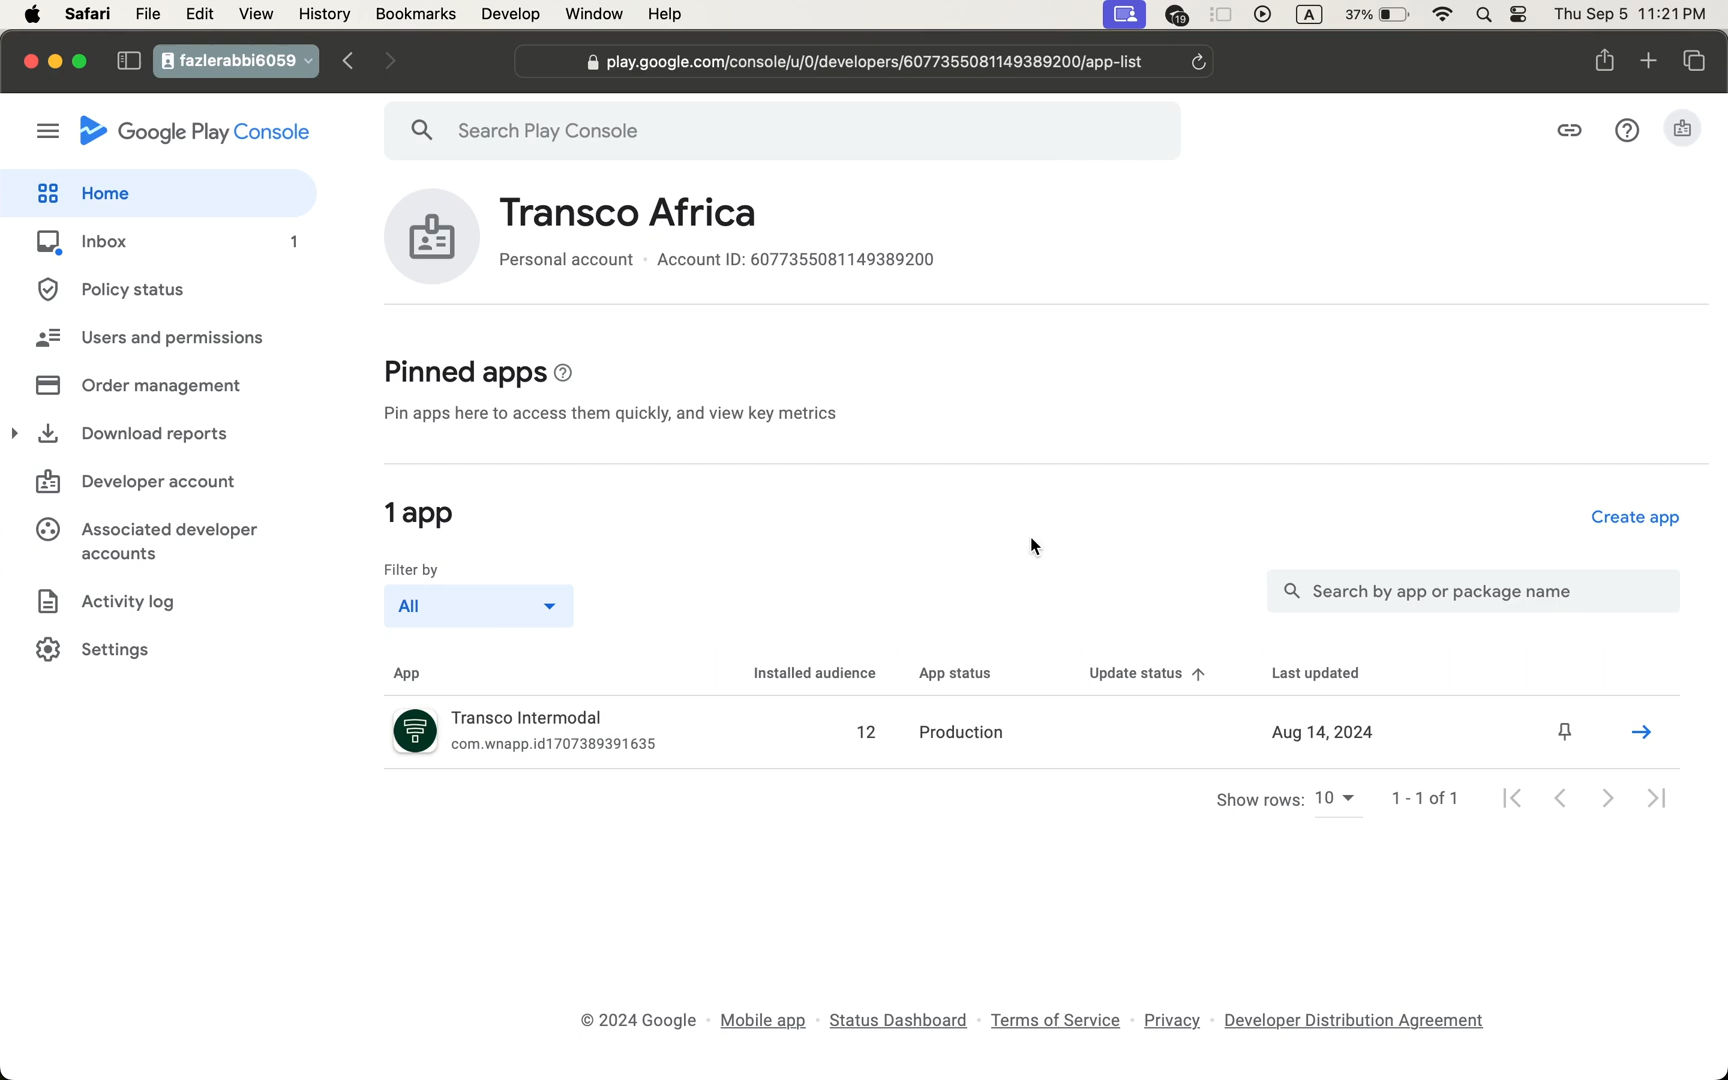 Safari File Edit View History Bookmarks Develop Window Help 19 A 37% Thu Sep 5 11:21 PM
fazlerabbi6059 play.google.com/console/u/0/developers/6077355081149389200/app-list
Google Play Console
Search Play Console
Home
Inbox 1
Policy status
Users and permissions
Order management
Download reports
Developer account
Associated developer
accounts
Activity log
Settings
Transco Africa
Personal account · Account ID: 6077355081149389200
Pinned apps
Pin apps here to access them quickly, and view key metrics
1 app
Create app
Filter by
All
Search by app or package name
App Installed audience App status Update status Last updated
Transco Intermodal
com.wnapp.id1707389391635
12 Production Aug 14, 2024
Show rows: 10 1 - 1 of 1
© 2024 Google · Mobile app · Status Dashboard · Terms of Service · Privacy · Developer Distribution Agreement